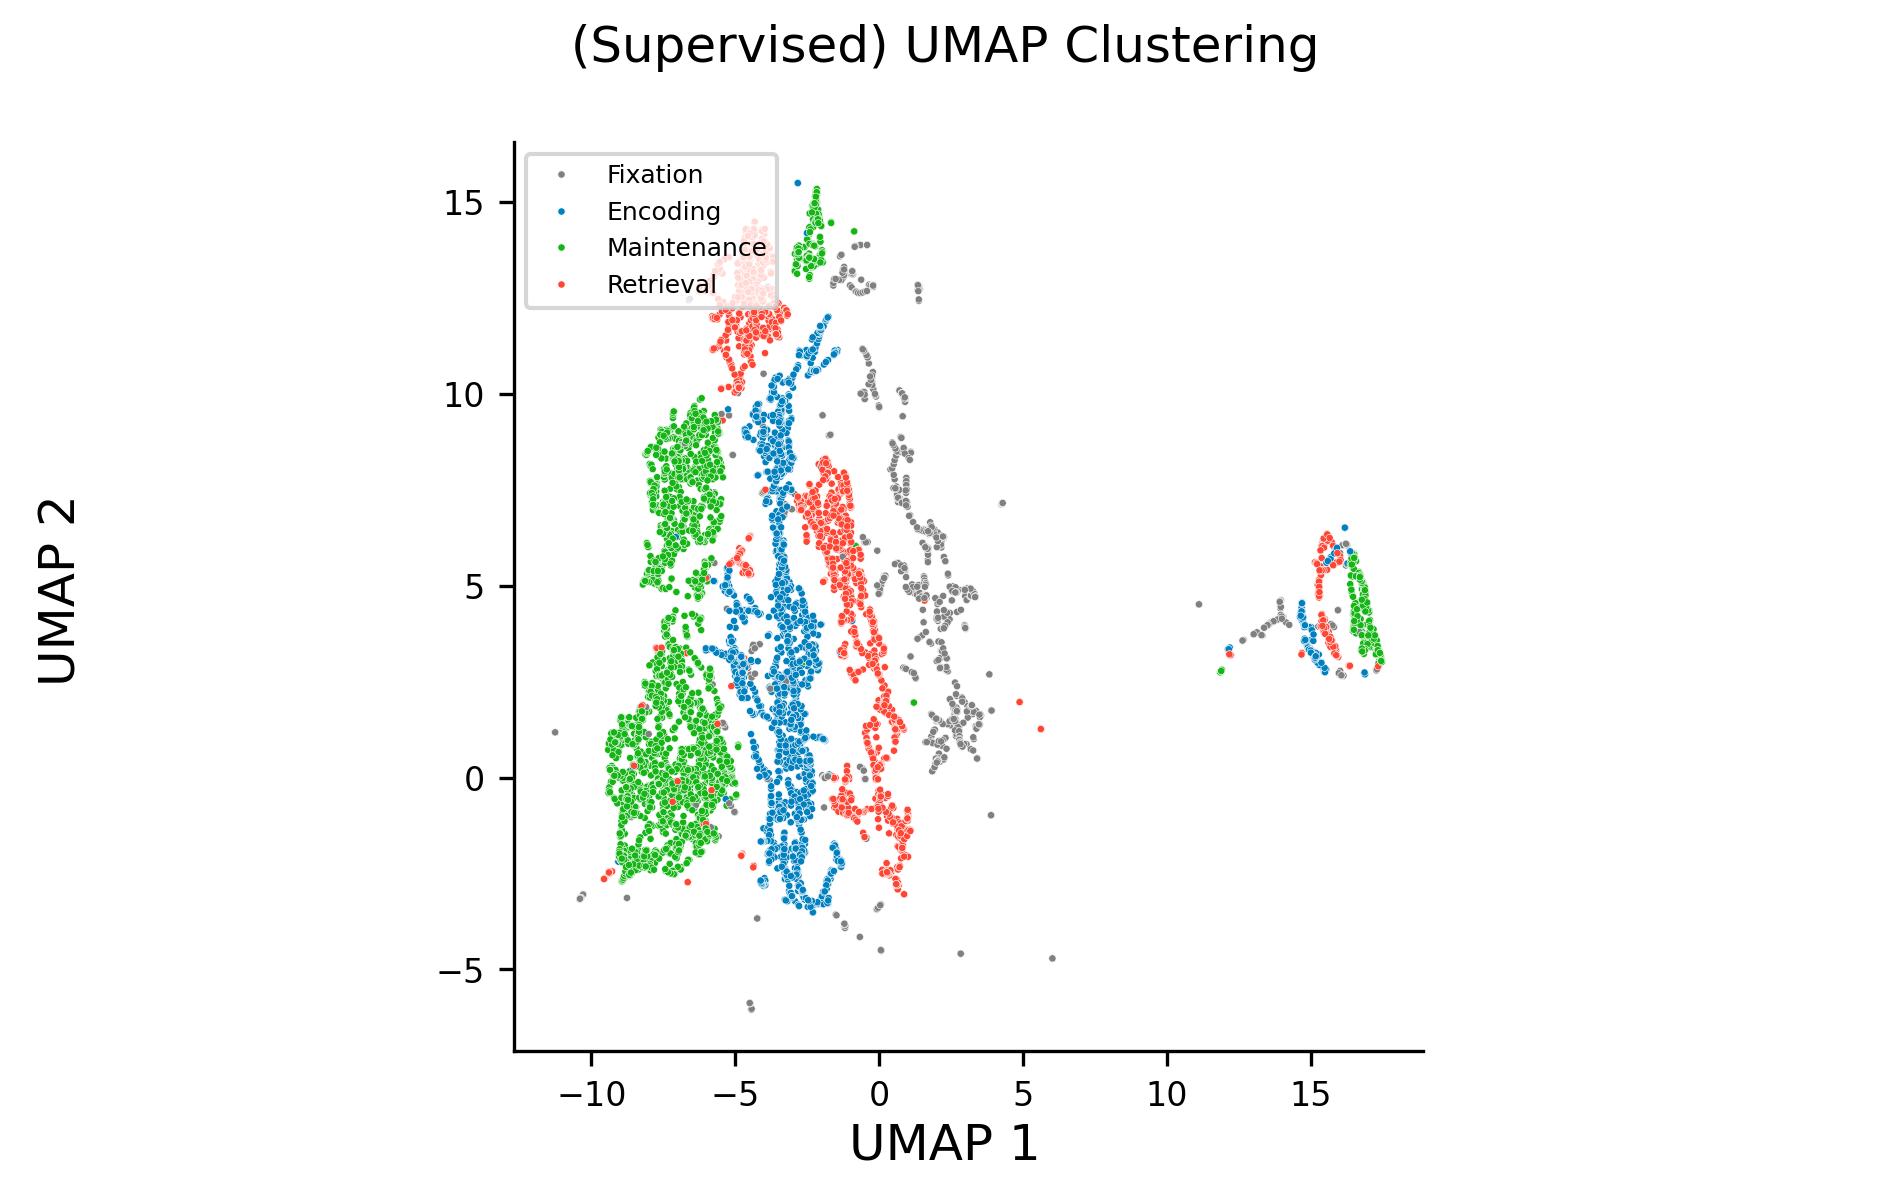 (Supervised) UMAP Clustering
Fixation
Encoding
Maintenance
Retrieval
UMAP 2
15
10
5
0
−5
−10
−5
0
5
10
15
UMAP 1